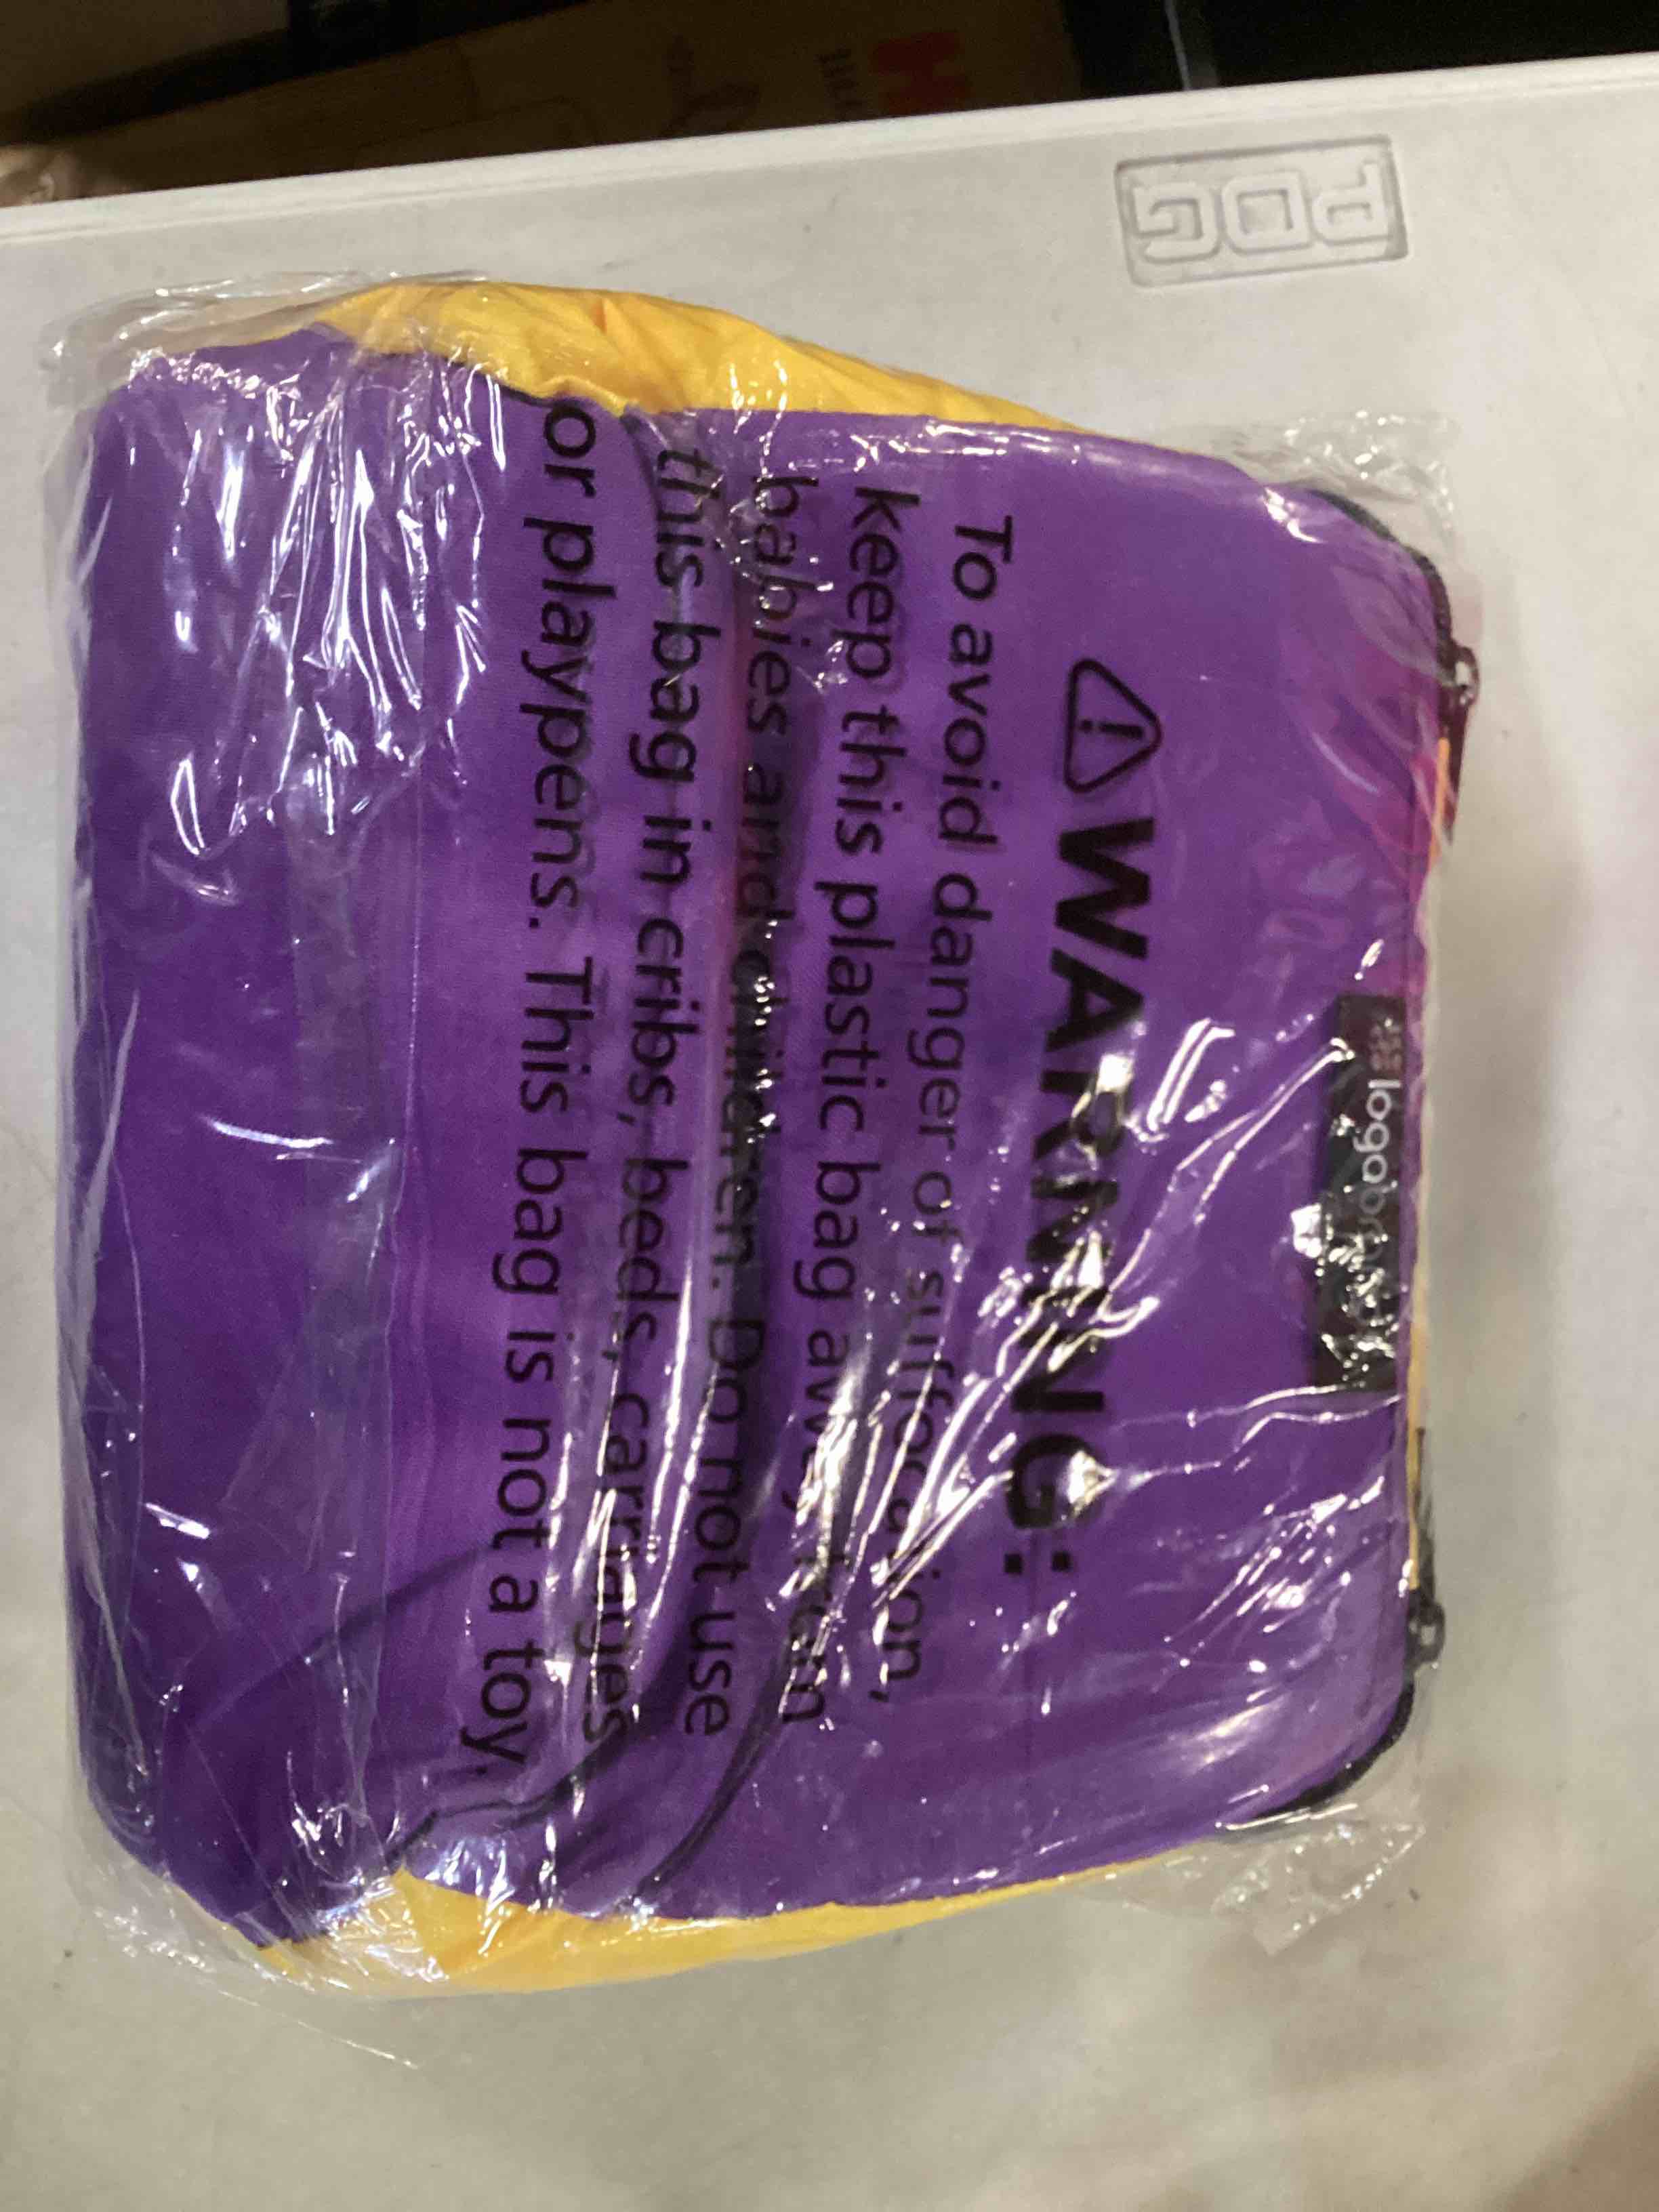 PDG
WARNING:
To avoid danger of suffocation,
keep this plastic bag away from
babies and children. Do not use
this bag in cribs, beds, carriages
or playpens. This bag is not a toy.